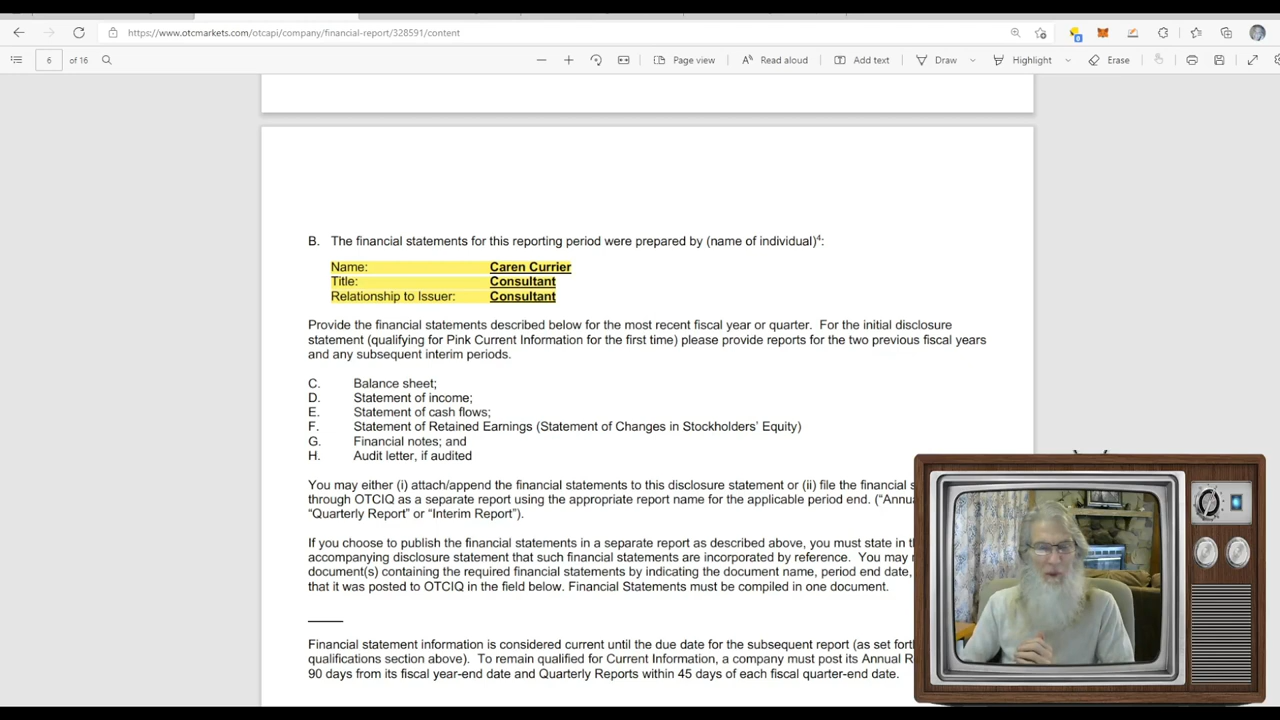 https://www.otcmarkets.com/otcapi/company/financial-report/328591/content
6 of 16 Page view Read aloud Add text Draw Highlight Erase
B. The financial statements for this reporting period were prepared by (name of individual)4:
Name: Caren Currier
Title: Consultant
Relationship to Issuer: Consultant
Provide the financial statements described below for the most recent fiscal year or quarter. For the initial disclosure
statement (qualifying for Pink Current Information for the first time) please provide reports for the two previous fiscal years
and any subsequent interim periods.
C. Balance sheet;
D. Statement of income;
E. Statement of cash flows;
F. Statement of Retained Earnings (Statement of Changes in Stockholders’ Equity)
G. Financial notes; and
H. Audit letter, if audited
You may either (i) attach/append the financial statements to this disclosure statement or (ii) file the financial s
through OTCIQ as a separate report using the appropriate report name for the applicable period end. (“Annu
“Quarterly Report” or “Interim Report”).
If you choose to publish the financial statements in a separate report as described above, you must state in th
accompanying disclosure statement that such financial statements are incorporated by reference. You may
document(s) containing the required financial statements by indicating the document name, period end date,
that it was posted to OTCIQ in the field below. Financial Statements must be compiled in one document.
Financial statement information is considered current until the due date for the subsequent report (as set fort
qualifications section above). To remain qualified for Current Information, a company must post its Annual R
90 days from its fiscal year-end date and Quarterly Reports within 45 days of each fiscal quarter-end date.